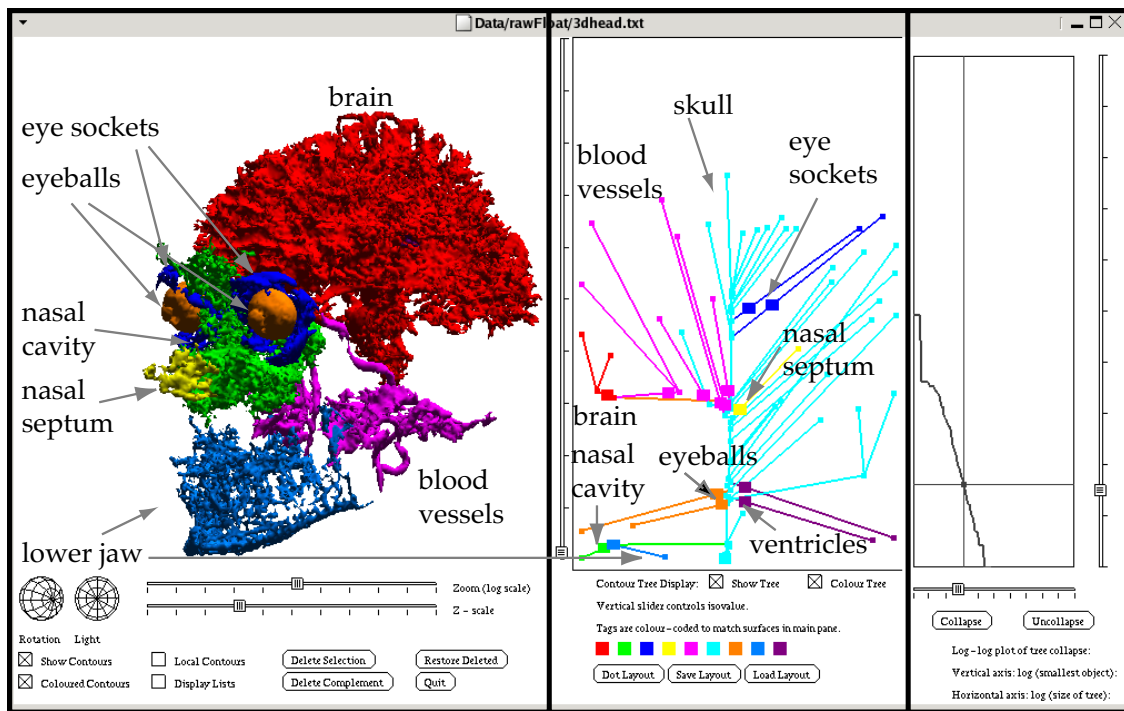 Data/rawFloat/3dhead.txt
brain
eye sockets
eyeballs
nasal
cavity
nasal
septum
blood
vessels
lower jaw
Zoom (log scale)
Z - scale
Rotation Light
Show Contours
Local Contours
Delete Selection
Restore Deleted
Coloured Contours
Display Lists
Delete Complement
Quit
skull
blood
vessels
eye
sockets
nasal
septum
brain
nasal
cavity
eyeballs
ventricles
Contour Tree Display: Show Tree Colour Tree
Vertical slider controls isovalue.
Tags are colour-coded to match surfaces in main pane.
Dot Layout
Save Layout
Load Layout
Collapse
Uncollapse
Log-log plot of tree collapse:
Vertical axis: log (smallest object):
Horizontal axis: log (size of tree):